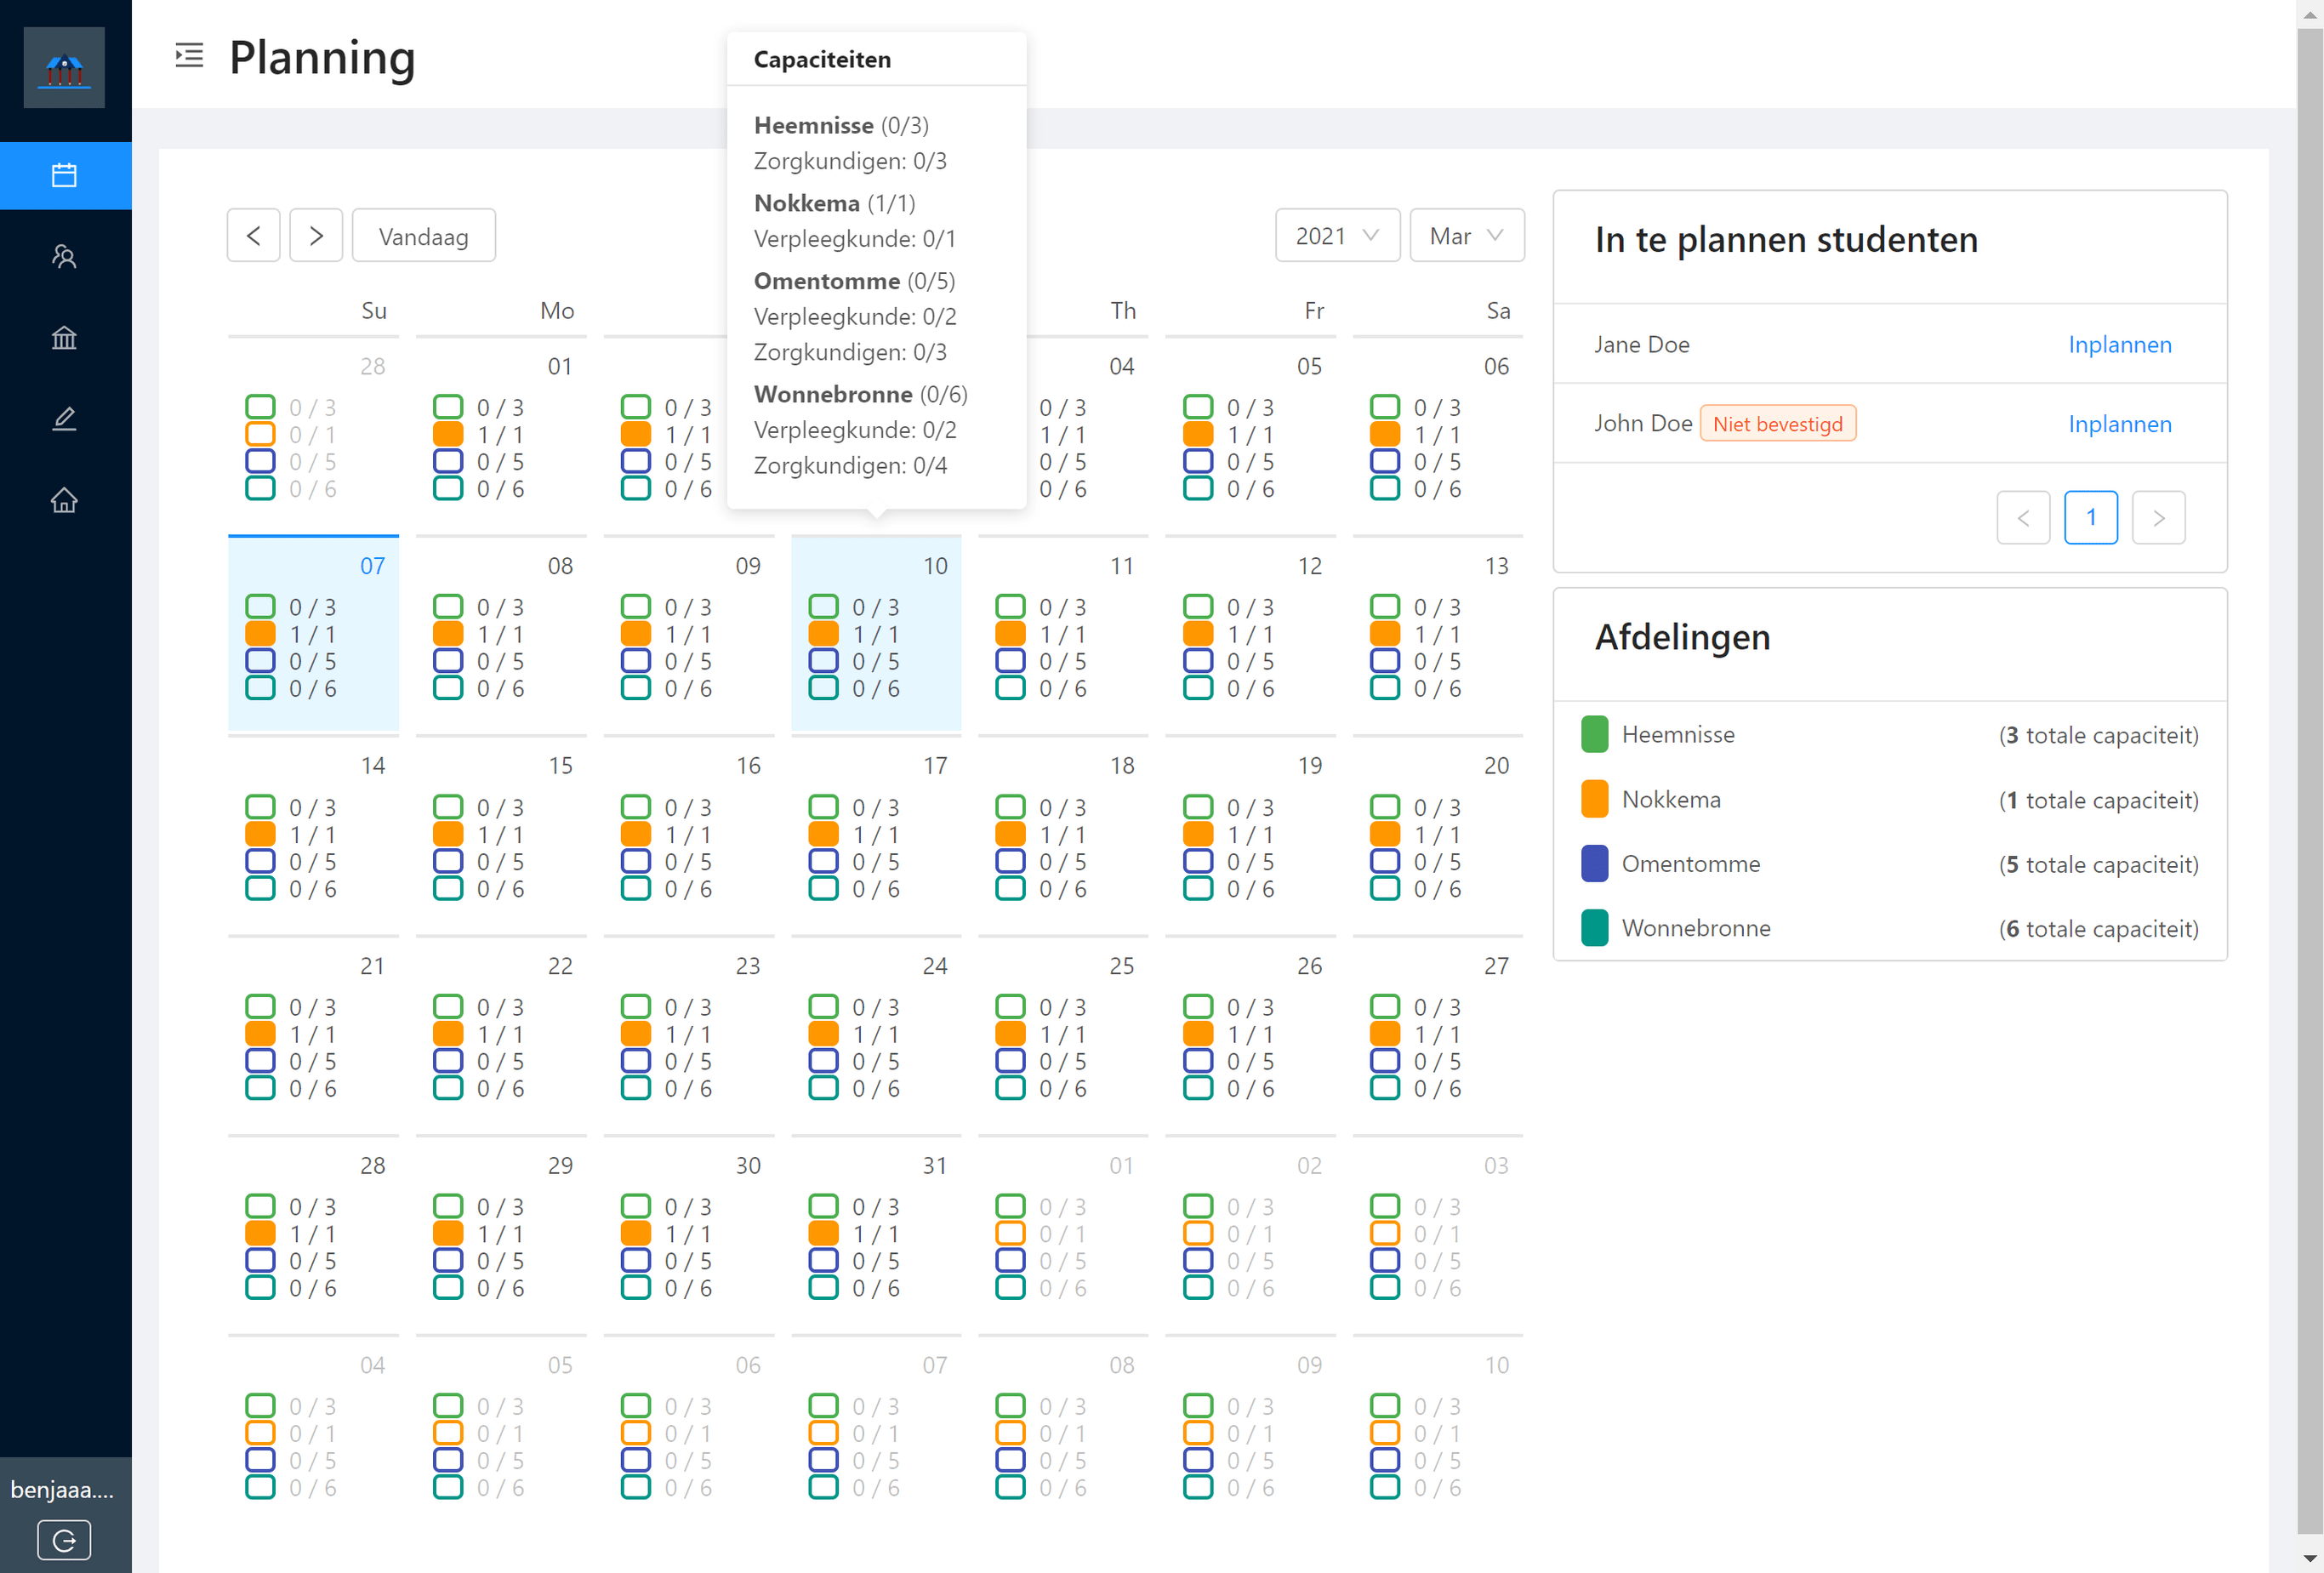 Planning
Capaciteiten
Heemnisse (0/3)
Zorgkundigen: 0/3
Nokkema (1/1)
Verpleegkunde: 0/1
Omentomme (0/5)
Verpleegkunde: 0/2
Zorgkundigen: 0/3
Wonnebronne (0/6)
Verpleegkunde: 0/2
Zorgkundigen: 0/4
Vandaag 2021 Mar
Su Mo Th Fr Sa
28 01 04 05 06
0 / 3 0 / 3 0 / 3 0 / 3 0 / 3 0 / 3
0 / 1 1 / 1 1 / 1 1 / 1 1 / 1 1 / 1
0 / 5 0 / 5 0 / 5 0 / 5 0 / 5 0 / 5
0 / 6 0 / 6 0 / 6 0 / 6 0 / 6 0 / 6
07 08 09 10 11 12 13
0 / 3 0 / 3 0 / 3 0 / 3 0 / 3 0 / 3 0 / 3
1 / 1 1 / 1 1 / 1 1 / 1 1 / 1 1 / 1 1 / 1
0 / 5 0 / 5 0 / 5 0 / 5 0 / 5 0 / 5 0 / 5
0 / 6 0 / 6 0 / 6 0 / 6 0 / 6 0 / 6 0 / 6
14 15 16 17 18 19 20
0 / 3 0 / 3 0 / 3 0 / 3 0 / 3 0 / 3 0 / 3
1 / 1 1 / 1 1 / 1 1 / 1 1 / 1 1 / 1 1 / 1
0 / 5 0 / 5 0 / 5 0 / 5 0 / 5 0 / 5 0 / 5
0 / 6 0 / 6 0 / 6 0 / 6 0 / 6 0 / 6 0 / 6
21 22 23 24 25 26 27
0 / 3 0 / 3 0 / 3 0 / 3 0 / 3 0 / 3 0 / 3
1 / 1 1 / 1 1 / 1 1 / 1 1 / 1 1 / 1 1 / 1
0 / 5 0 / 5 0 / 5 0 / 5 0 / 5 0 / 5 0 / 5
0 / 6 0 / 6 0 / 6 0 / 6 0 / 6 0 / 6 0 / 6
28 29 30 31 01 02 03
0 / 3 0 / 3 0 / 3 0 / 3 0 / 3 0 / 3 0 / 3
1 / 1 1 / 1 1 / 1 1 / 1 0 / 1 0 / 1 0 / 1
0 / 5 0 / 5 0 / 5 0 / 5 0 / 5 0 / 5 0 / 5
0 / 6 0 / 6 0 / 6 0 / 6 0 / 6 0 / 6 0 / 6
04 05 06 07 08 09 10
0 / 3 0 / 3 0 / 3 0 / 3 0 / 3 0 / 3 0 / 3
0 / 1 0 / 1 0 / 1 0 / 1 0 / 1 0 / 1 0 / 1
0 / 5 0 / 5 0 / 5 0 / 5 0 / 5 0 / 5 0 / 5
0 / 6 0 / 6 0 / 6 0 / 6 0 / 6 0 / 6 0 / 6
In te plannen studenten
Jane Doe Inplannen
John Doe Niet bevestigd Inplannen
1
Afdelingen
Heemnisse (3 totale capaciteit)
Nokkema (1 totale capaciteit)
Omentomme (5 totale capaciteit)
Wonnebronne (6 totale capaciteit)
benjaaa....